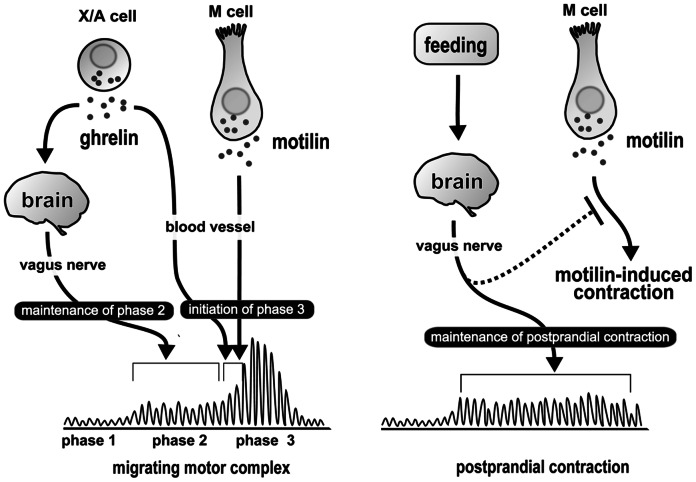 X/A cell
M cell
ghrelin
motilin
brain
blood vessel
vagus nerve
maintenance of phase 2
initiation of phase 3
phase 1
phase 2
phase 3
migrating motor complex
feeding
M cell
motilin
brain
vagus nerve
motilin-induced
contraction
maintenance of postprandial contraction
postprandial contraction